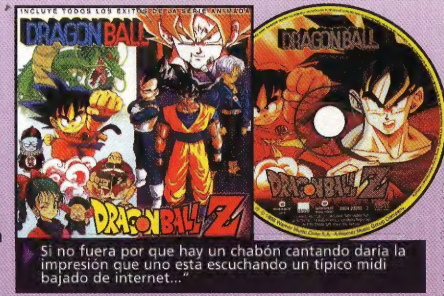 INCLUYE TODOS LOS EXITOS DE LA SERIE ANIMADA
DRAGON BALL
DRAGON BALL Z
DRAGON BALL
DRAGON BALL Z
Si no fuera por que hay un chabón cantando daría la
impresión que uno esta escuchando un típico midi
bajado de internet..."